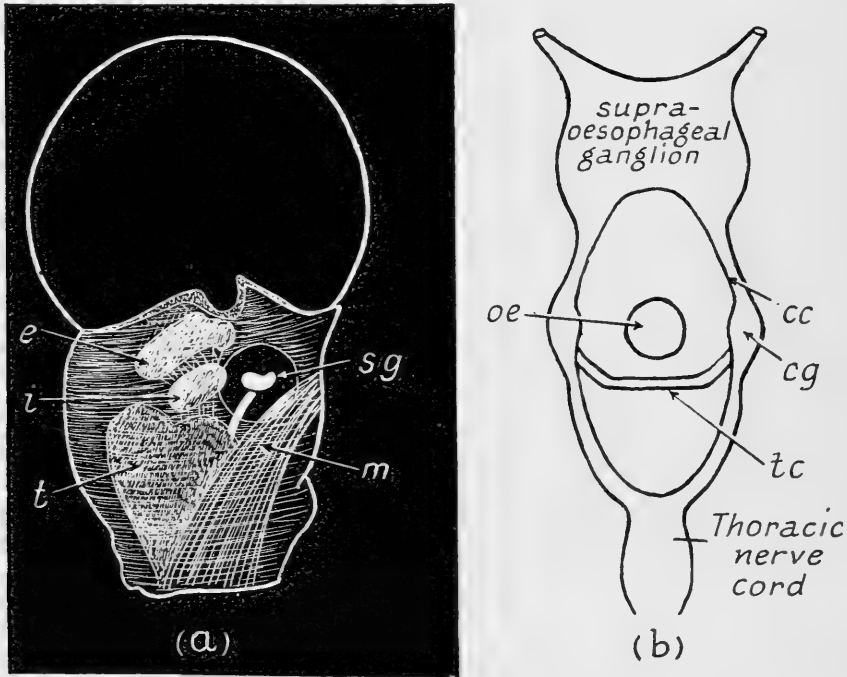 e
i
t
sg
m
(a)
supra-
oesophageal
ganglion
oe
cc
cg
tc
Thoracic
nerve
cord
(b)